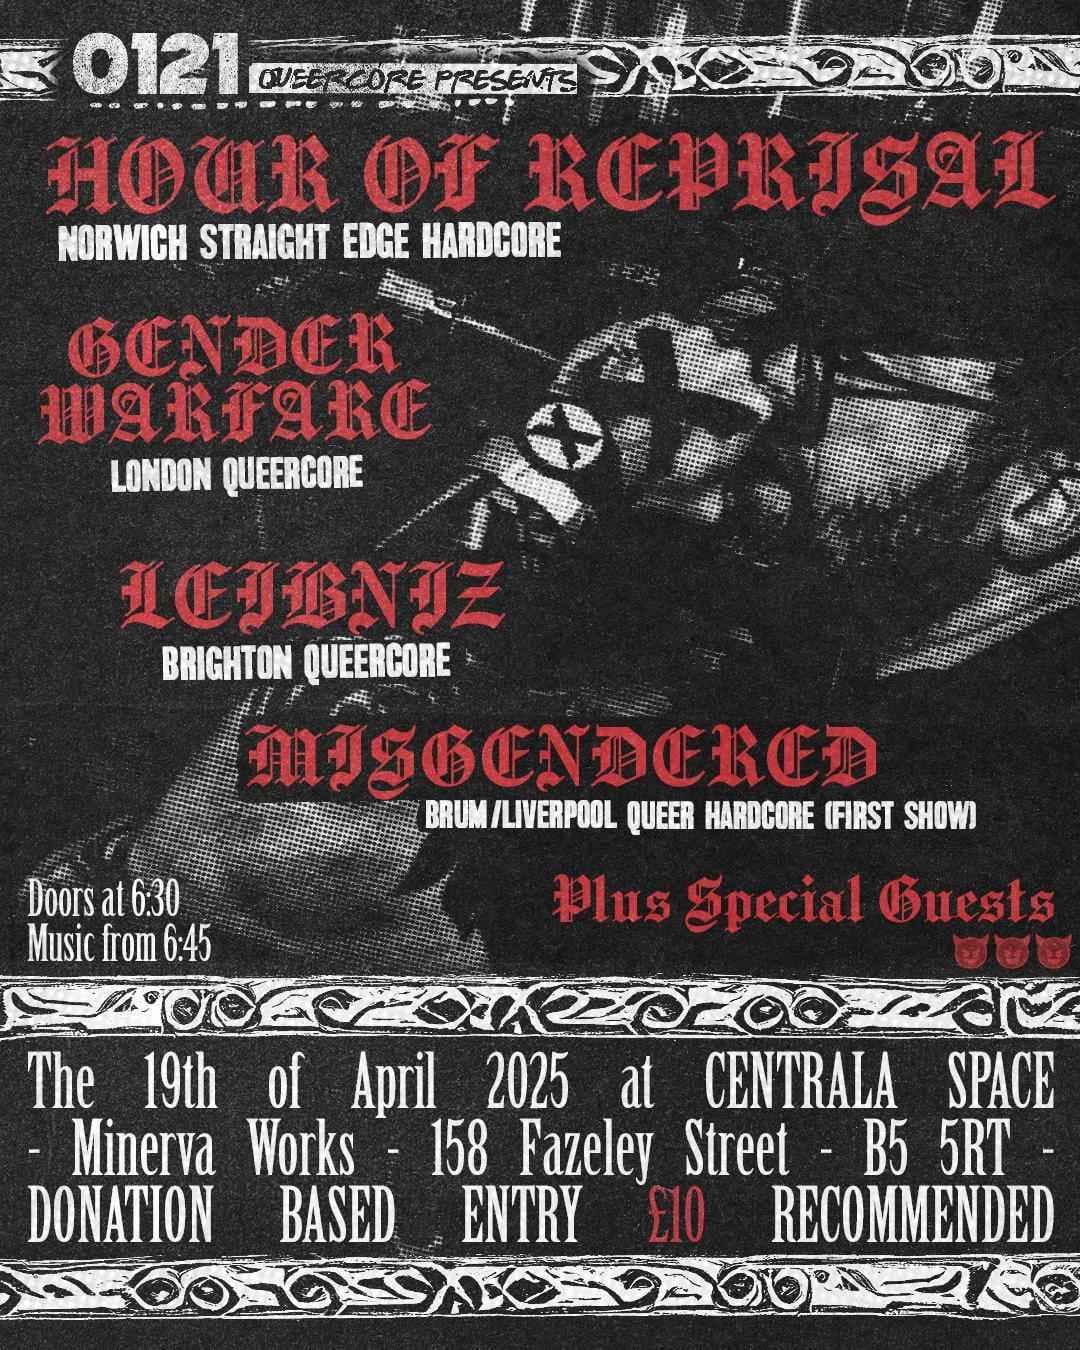 0121 QUEERCORE PRESENTS
HOUR OF REPRISAL
NORWICH STRAIGHT EDGE HARDCORE
GENDER
WARFARE
LONDON QUEERCORE
LEIBNIZ
BRIGHTON QUEERCORE
MISGENDERED
BRUM/LIVERPOOL QUEER HARDCORE (FIRST SHOW)
Plus Special Guests
Doors at 6:30
Music from 6:45
The 19th of April 2025 at CENTRALA SPACE
- Minerva Works - 158 Fazeley Street - B5 5RT -
DONATION BASED ENTRY £10 RECOMMENDED